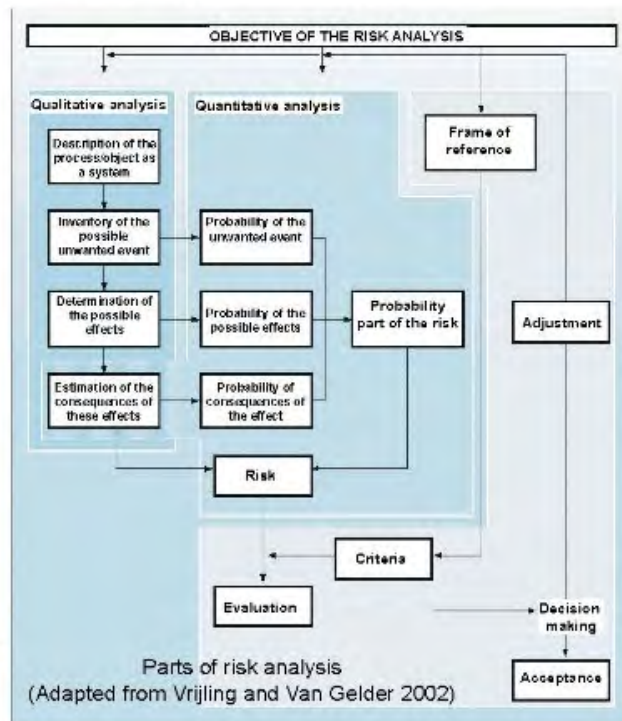 OBJECTIVE OF THE RISK ANALYSIS
Qualitative analysis
Quantitative analysis
Description of the
process/object as
a system
Frame of
reference
Inventory of the
possible
unwanted event
Probability of the
unwanted event
Determination of
the possible
effects
Probability of the
possible effects
Probability
part of the risk
Adjustment
Estimation of the
consequences of
these effects
Probability of
consequences of
the effect
Risk
Criteria
Evaluation
Decision
making
Acceptance
Parts of risk analysis
(Adapted from Vrijling and Van Gelder 2002)